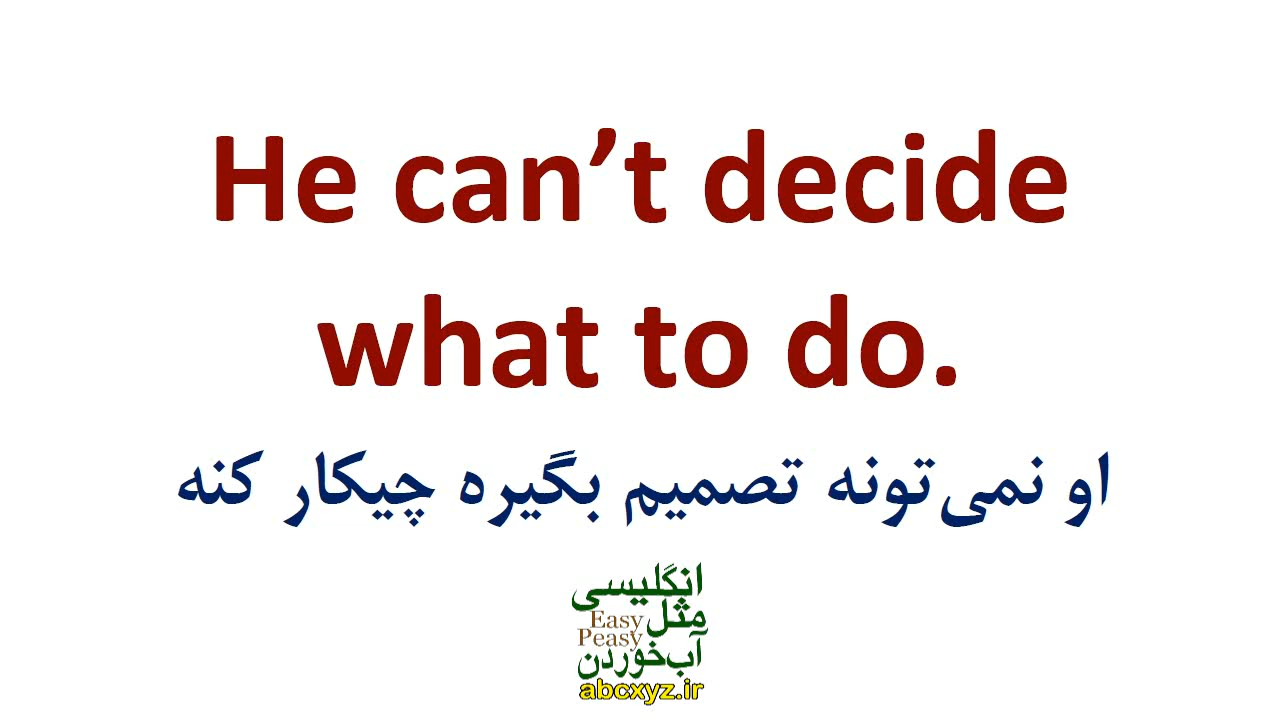 He can’t decide
what to do.
او نمی‌تونه تصمیم بگیره چیکار کنه
انگلیسی
مثل
Easy
Peasy
آب‌خوردن
abcxyz.ir